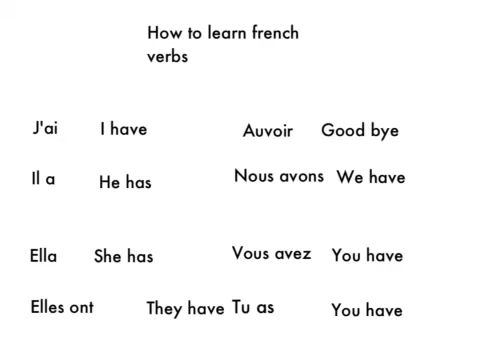 How to learn french
verbs
J'ai I have Auvoir Good bye
Il a He has Nous avons We have
Ella She has Vous avez You have
Elles ont They have Tu as You have